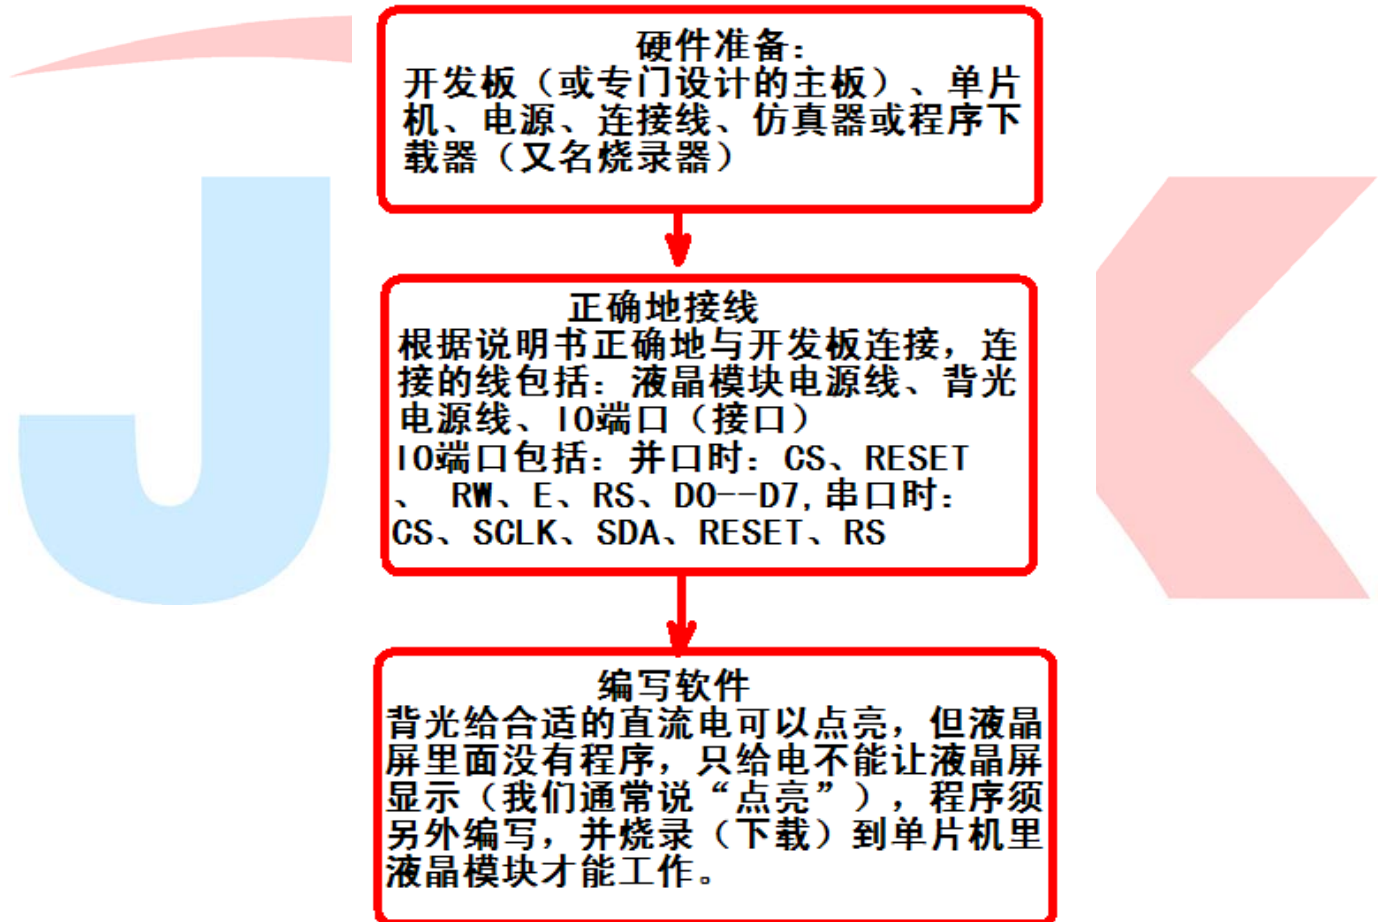 硬件准备：
开发板（或专门设计的主板）、单片
机、电源、连接线、仿真器或程序下
载器（又名烧录器）
正确地接线
根据说明书正确地与开发板连接，连
接的线包括：液晶模块电源线、背光
电源线、IO端口（接口）
IO端口包括：并口时：CS、RESET
、 RW、E、RS、D0--D7,串口时：
CS、SCLK、SDA、RESET、RS
编写软件
背光给合适的直流电可以点亮，但液晶
屏里面没有程序，只给电不能让液晶屏
显示（我们通常说“点亮”），程序须
另外编写，并烧录（下载）到单片机里
液晶模块才能工作。